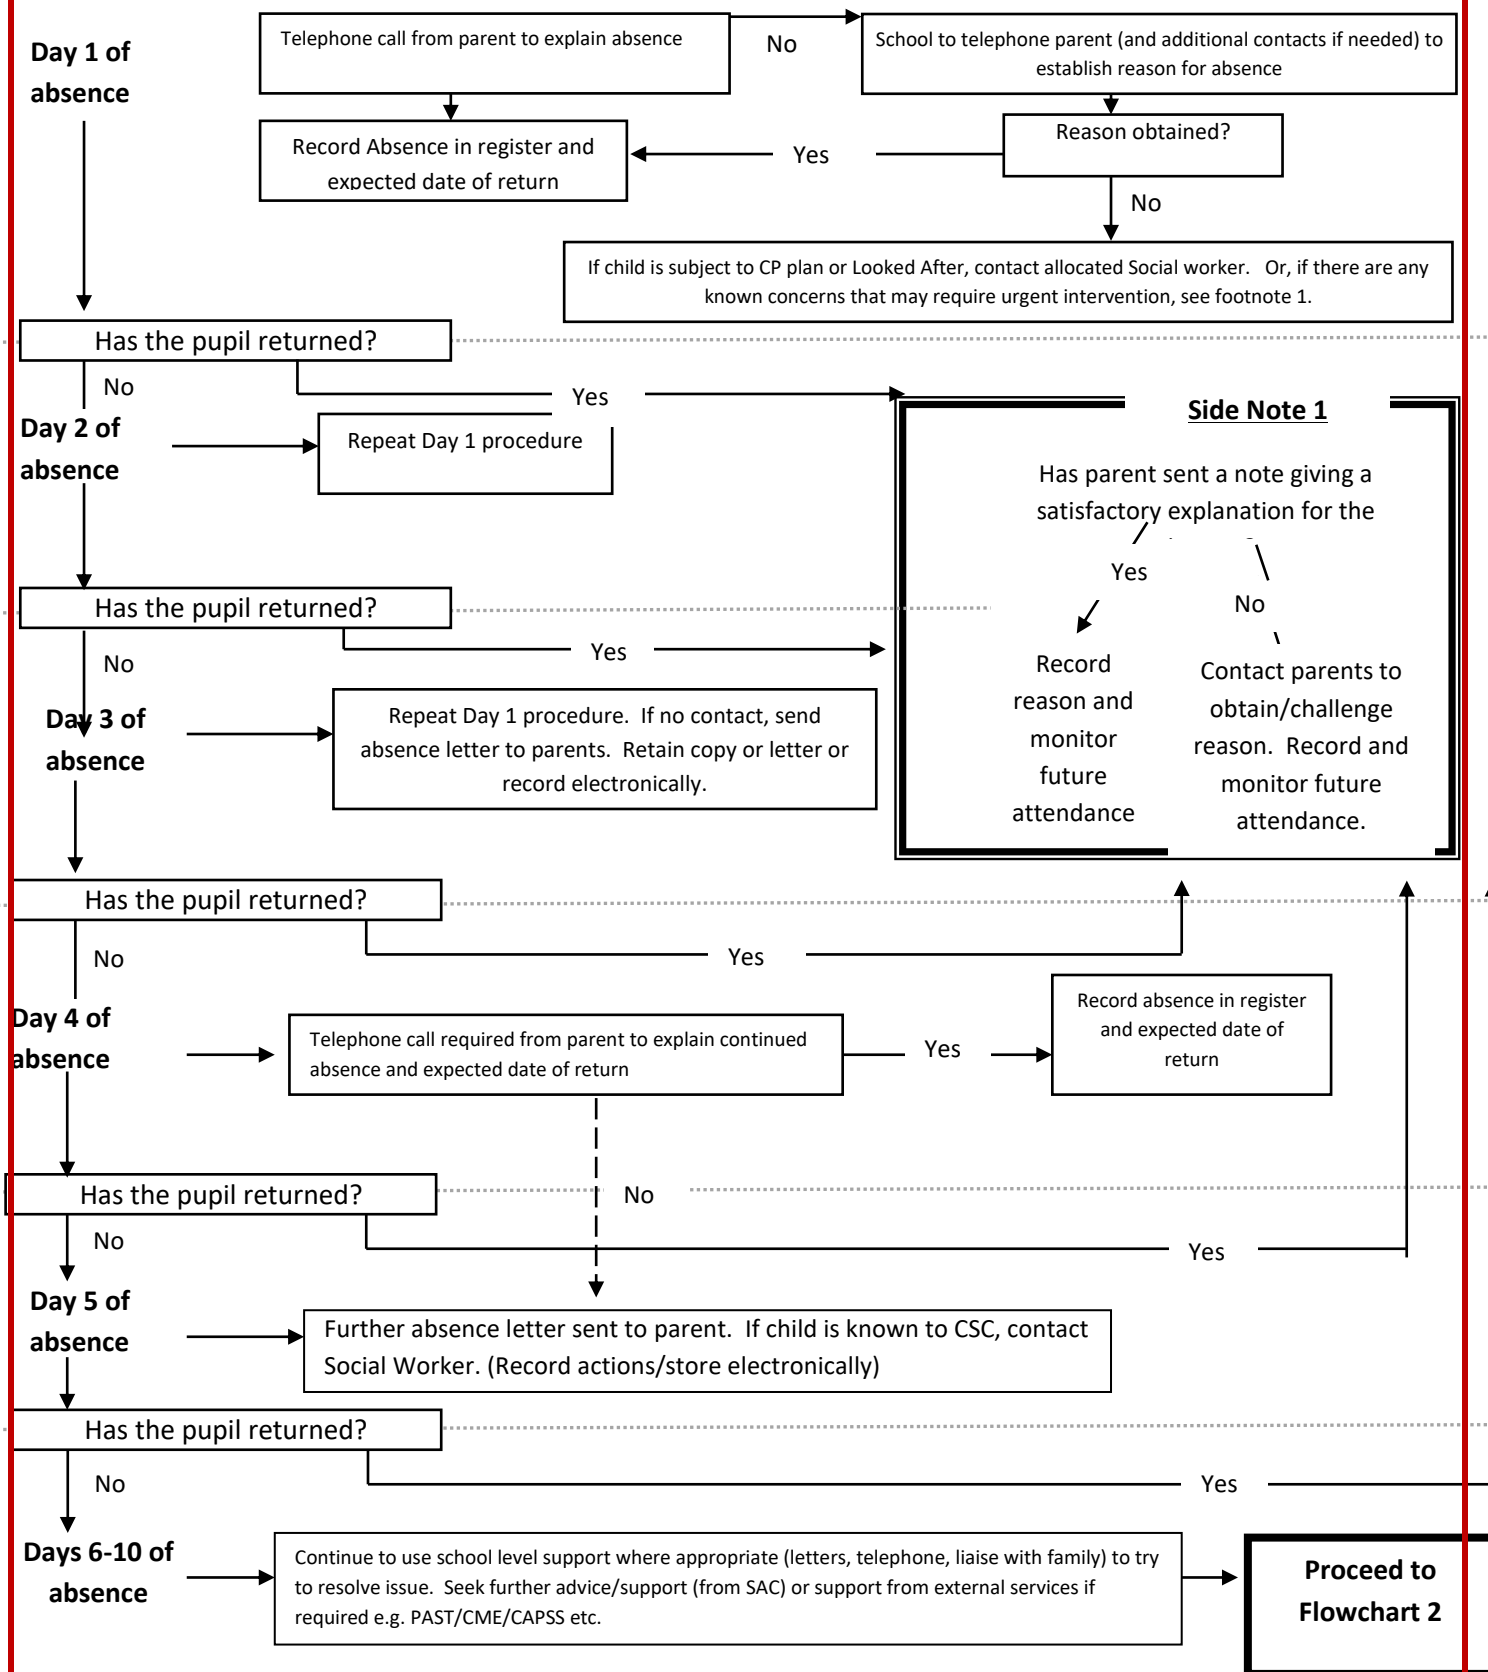 Day 1 of
absence
Telephone call from parent to explain absence
No
School to telephone parent (and additional contacts if needed) to
establish reason for absence
Record Absence in register and
expected date of return
Yes
Reason obtained?
No
If child is subject to CP plan or Looked After, contact allocated Social worker. Or, if there are any
known concerns that may require urgent intervention, see footnote 1.
Has the pupil returned?
No
Yes
Day 2 of
absence
Repeat Day 1 procedure
Side Note 1
Has parent sent a note giving a
satisfactory explanation for the
Yes
No
Record
reason and
monitor
future
attendance
Contact parents to
obtain/challenge
reason. Record and
monitor future
attendance.
Has the pupil returned?
No
Yes
Day 3 of
absence
Repeat Day 1 procedure. If no contact, send
absence letter to parents. Retain copy or letter or
record electronically.
Has the pupil returned?
No
Yes
Day 4 of
absence
Telephone call required from parent to explain continued
absence and expected date of return
Yes
Record absence in register
and expected date of
return
Has the pupil returned?
No
No
Yes
Day 5 of
absence
Further absence letter sent to parent. If child is known to CSC, contact
Social Worker. (Record actions/store electronically)
Has the pupil returned?
No
Yes
Days 6-10 of
absence
Continue to use school level support where appropriate (letters, telephone, liaise with family) to try
to resolve issue. Seek further advice/support (from SAC) or support from external services if
required e.g. PAST/CME/CAPSS etc.
Proceed to
Flowchart 2